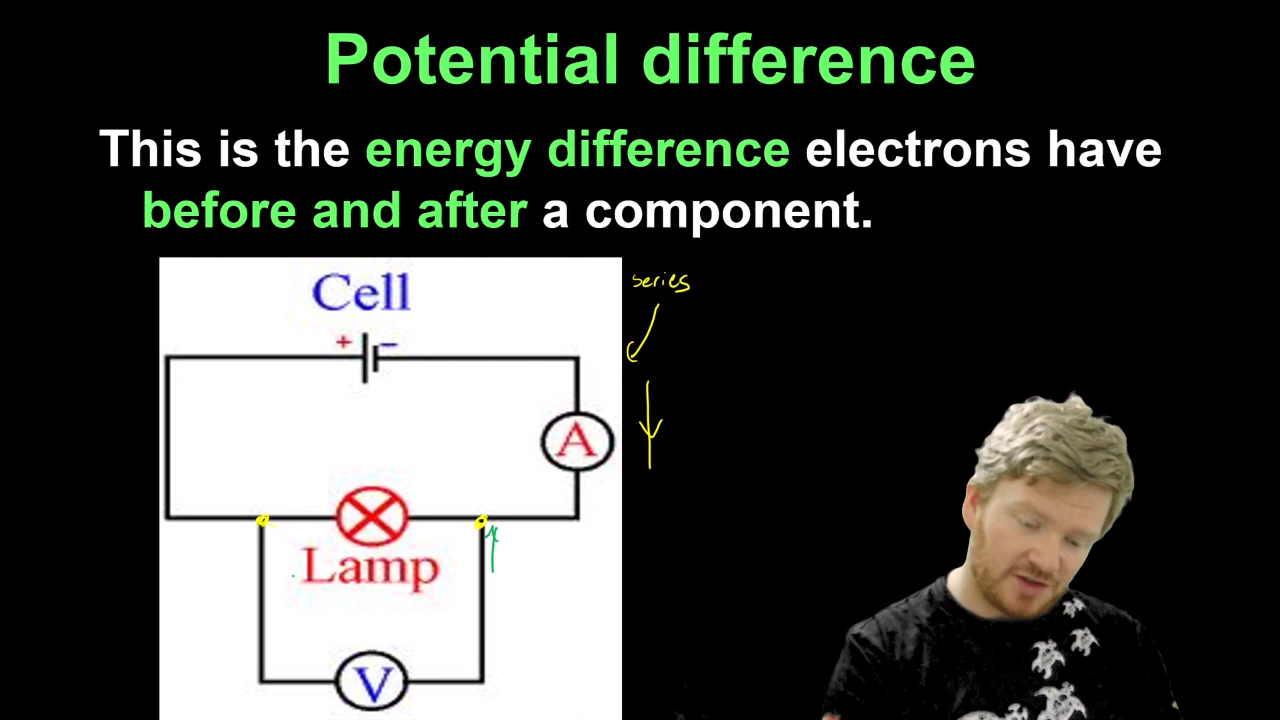 Potential difference
This is the energy difference electrons have
before and after a component.
Cell
series
+ −
A
Lamp
V